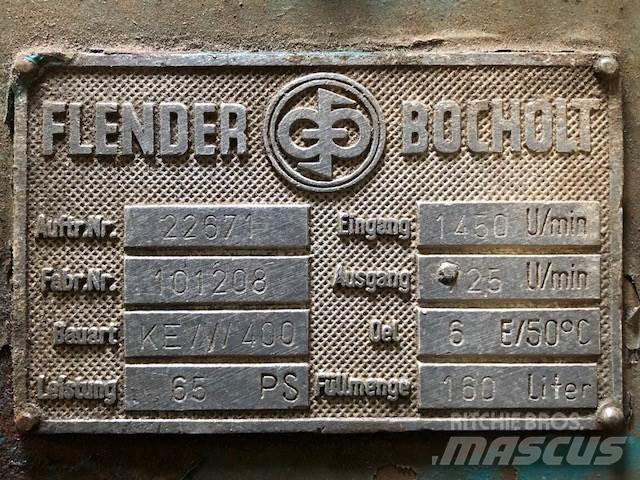 FLENDER BOCHOLT
Auftr.Nr. 22671 Eingang 1450 U/min
Fabr.Nr. 101208 Ausgang 25 U/min
Bauart KE /// 400 Oel 6 E/50°C
Leistung 65 PS Füllmenge 160 Liter
RITCHIE BROS.
MASCUS